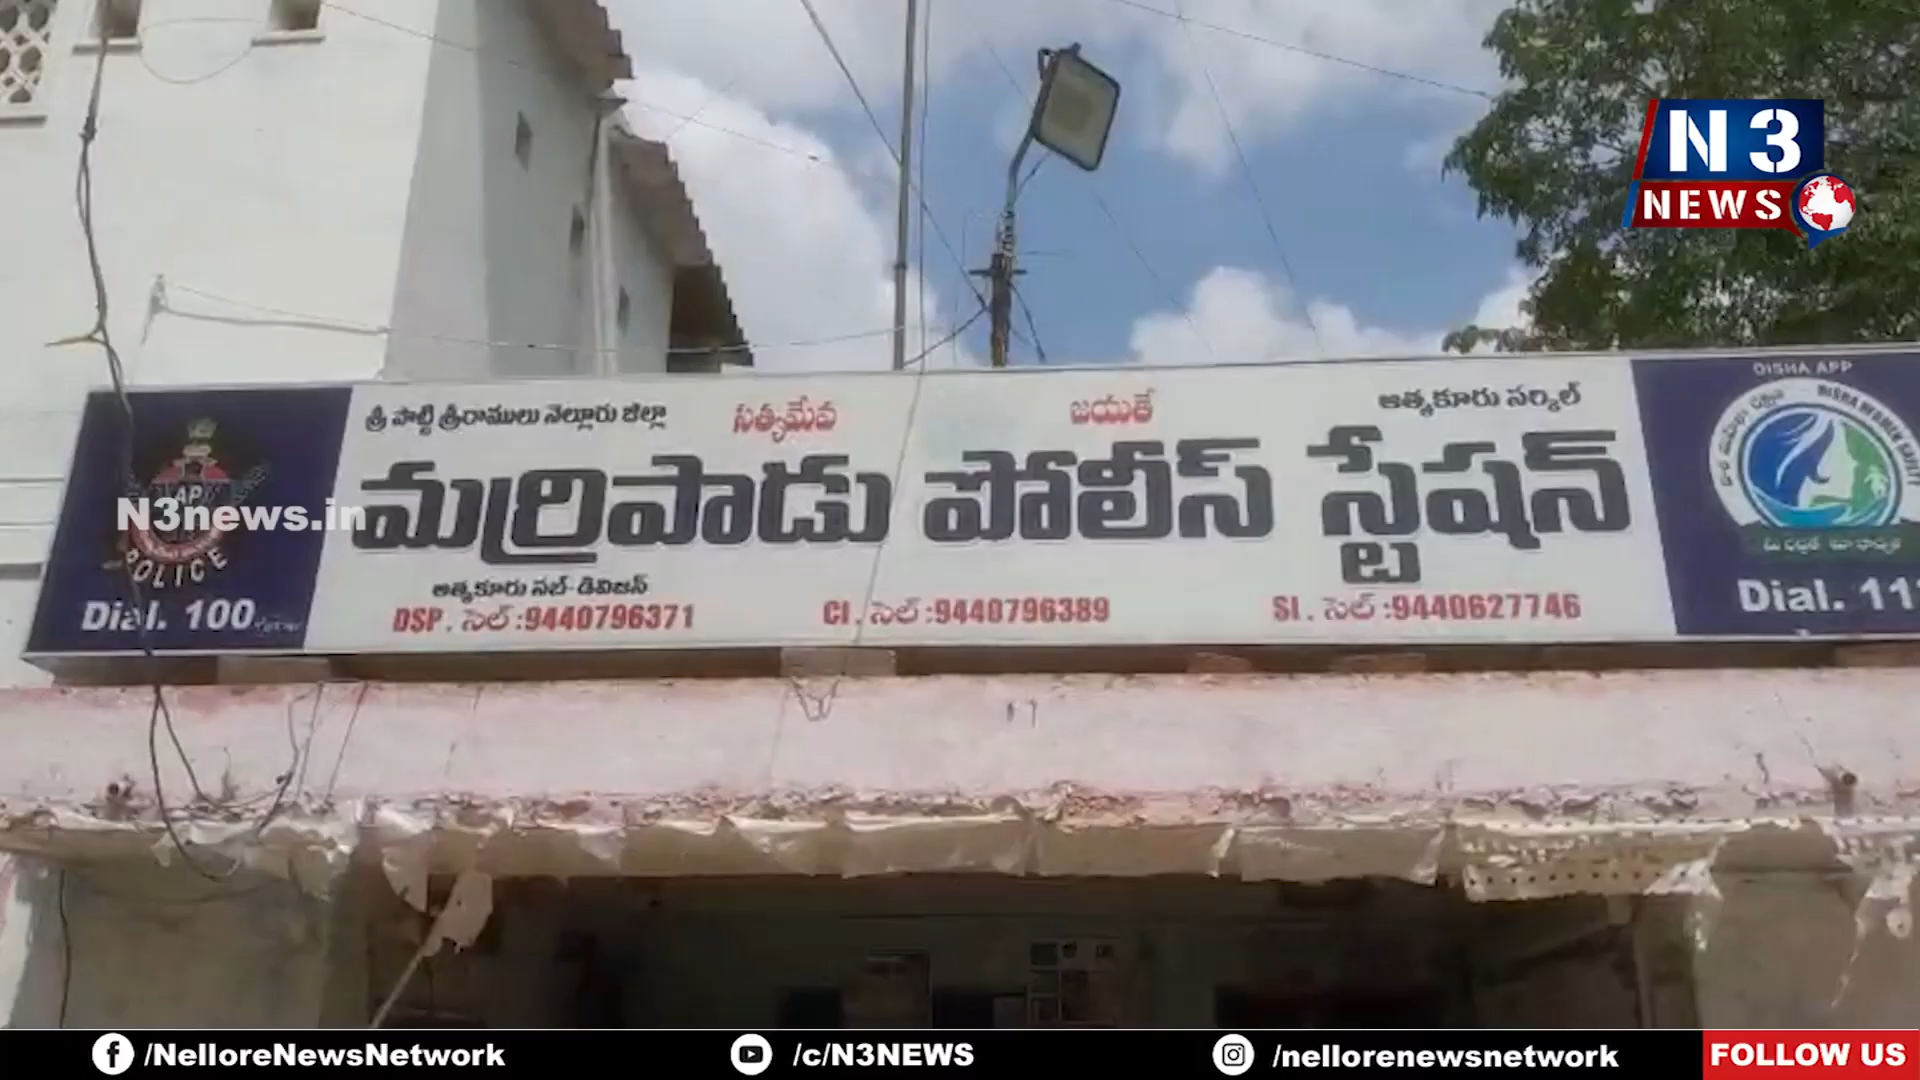 N3
NEWS
శ్రీ పొట్టి శ్రీరాములు నెల్లూరు జిల్లా
సత్యమేవ
జయతే
ఆత్మకూరు సర్కిల్
DISHA APP
మర్రిపాడు పోలీస్ స్టేషన్
AP
POLICE
N3news.in
ఆత్మకూరు సబ్-డివిజన్
Dial. 100
DSP. సెల్ :9440796371
CI. సెల్ :9440796389
SI. సెల్ :9440627746
Dial. 11
/NelloreNewsNetwork
/c/N3NEWS
/nellorenewsnetwork
FOLLOW US